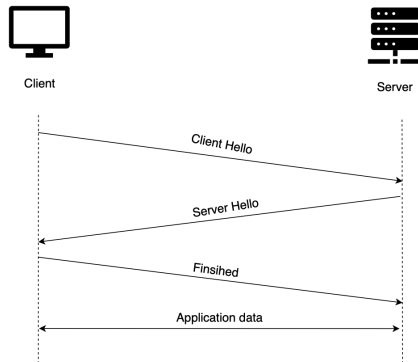 Client
Server
Client Hello
Server Hello
Finsihed
Application data